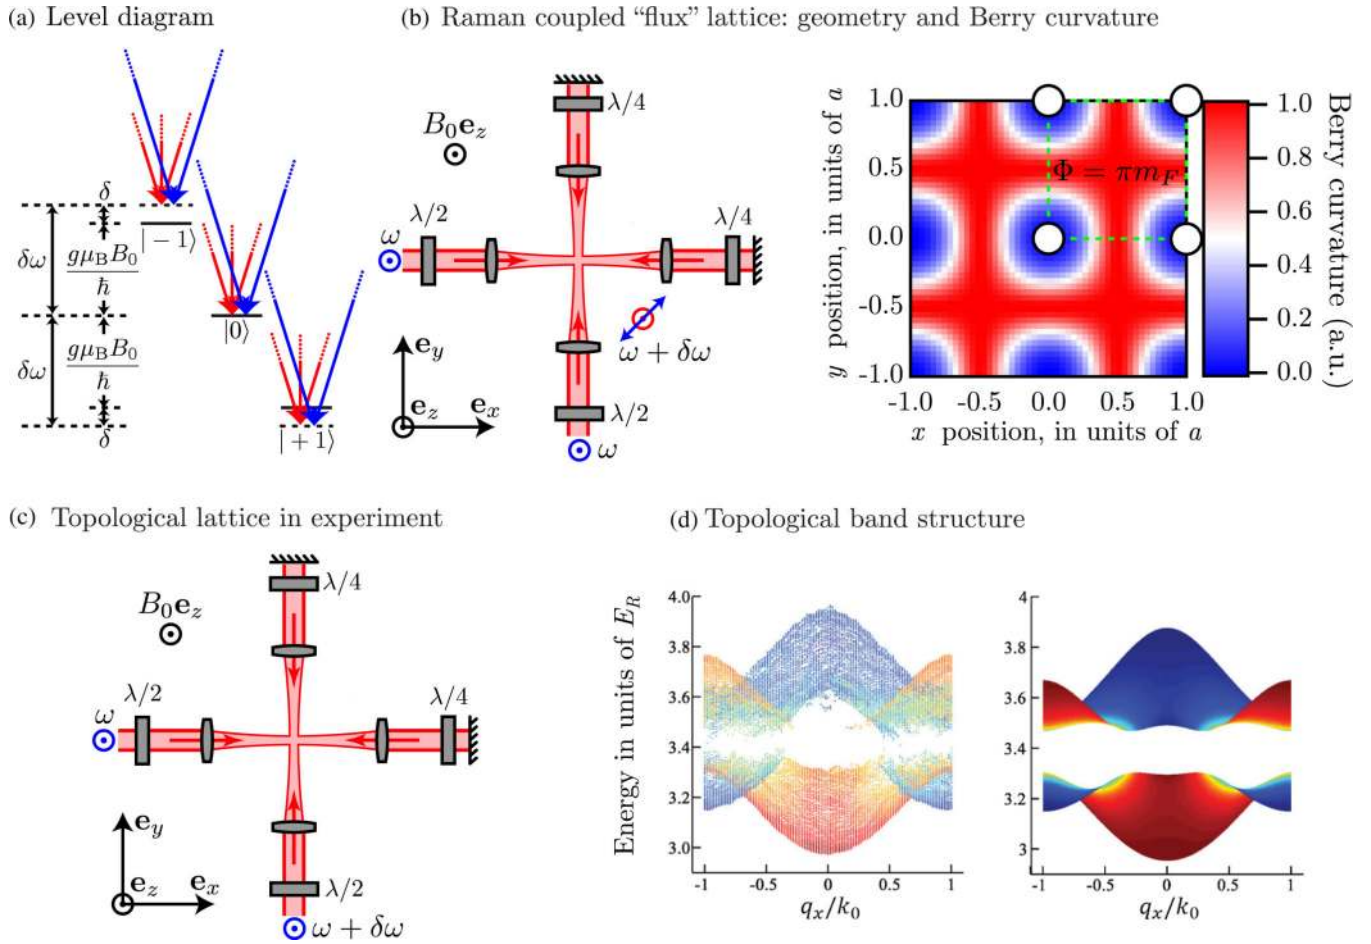 (a) Level diagram
δ
δω
gμ_B B_0
ħ
|−1⟩
|0⟩
δω
gμ_B B_0
ħ
δ
|+1⟩
(b) Raman coupled “flux” lattice: geometry and Berry curvature
λ/4
B_0 e_z
λ/2
λ/4
ω
ω + δω
e_y
e_z
e_x
λ/2
ω
y position, in units of a
1.0
0.5
0.0
-0.5
-1.0
Φ = πm_F
-1.0 -0.5 0.0 0.5 1.0
x position, in units of a
1.0
0.8
0.6
0.4
0.2
0.0
Berry curvature (a.u.)
(c) Topological lattice in experiment
λ/4
B_0 e_z
λ/2
λ/4
ω
e_y
e_z
e_x
λ/2
ω + δω
(d) Topological band structure
Energy in units of E_R
4.0
3.8
3.6
3.4
3.2
3.0
-1 -0.5 0 0.5 1
q_x/k_0
4
3.8
3.6
3.4
3.2
3
-1 -0.5 0 0.5 1
q_x/k_0